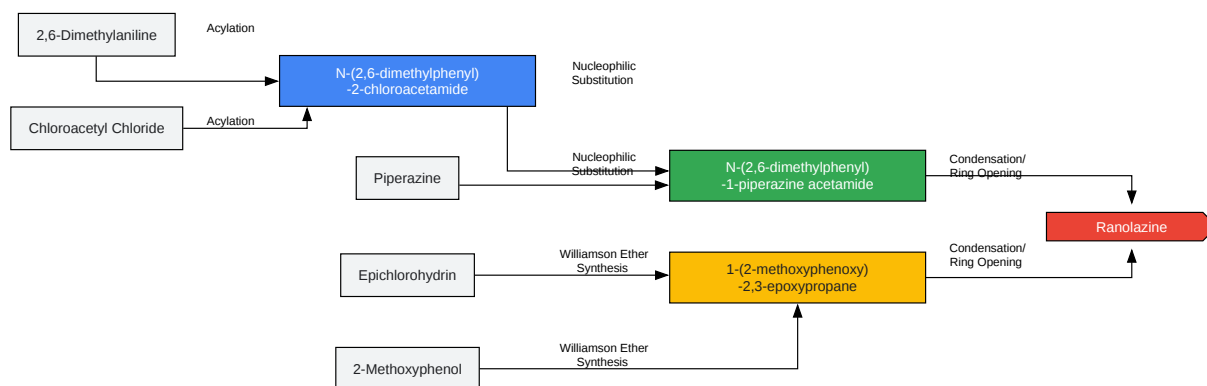 2,6-Dimethylaniline
Acylation
N-(2,6-dimethylphenyl)
-2-chloroacetamide
Nucleophilic
Substitution
Chloroacetyl Chloride
Acylation
Piperazine
Nucleophilic
Substitution
N-(2,6-dimethylphenyl)
-1-piperazine acetamide
Condensation/
Ring Opening
Ranolazine
Epichlorohydrin
Williamson Ether
Synthesis
1-(2-methoxyphenoxy)
-2,3-epoxypropane
Condensation/
Ring Opening
2-Methoxyphenol
Williamson Ether
Synthesis